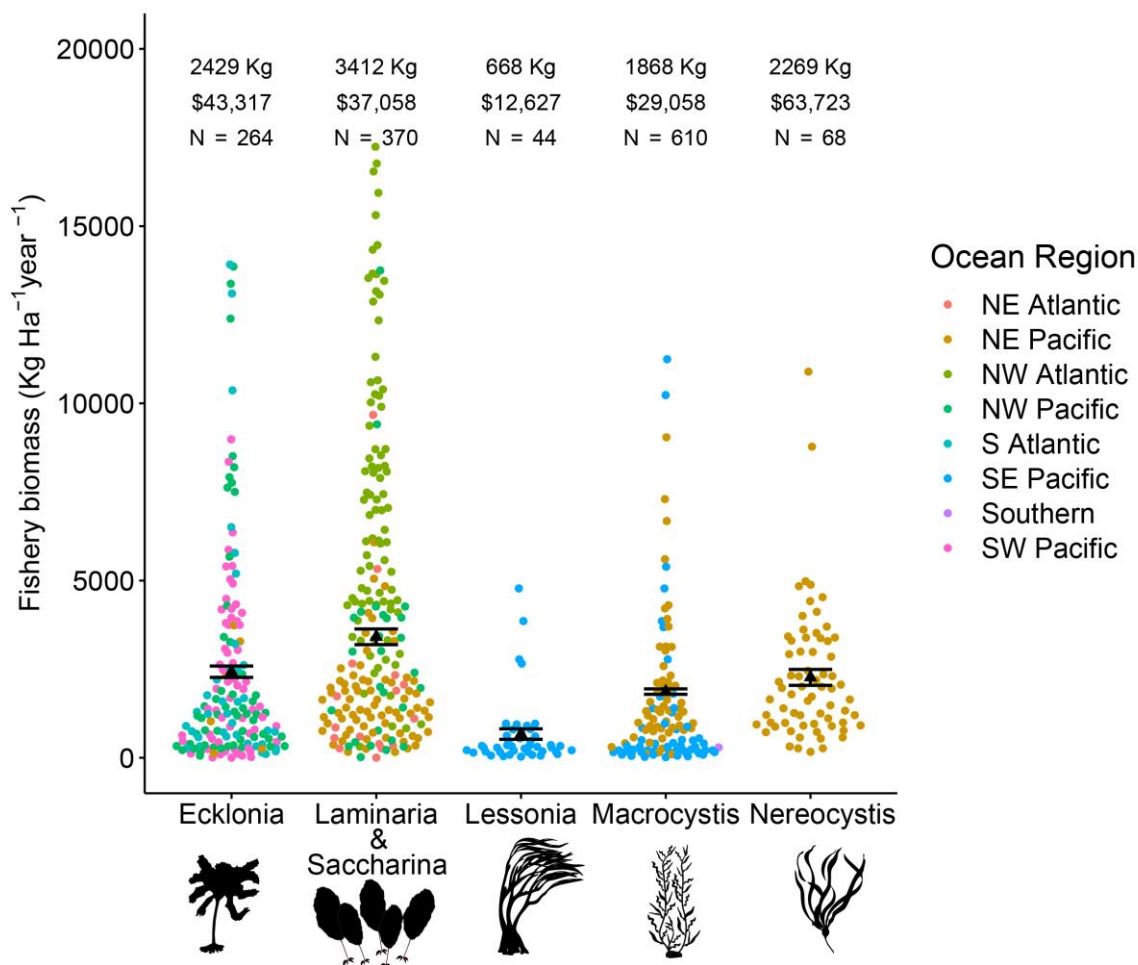 20000
15000
10000
5000
0
Fishery biomass (Kg Ha⁻¹year ⁻¹)
2429 Kg
$43,317
N = 264
3412 Kg
$37,058
N = 370
668 Kg
$12,627
N = 44
1868 Kg
$29,058
N = 610
2269 Kg
$63,723
N = 68
Ecklonia
Laminaria
&
Saccharina
Lessonia
Macrocystis
Nereocystis
Ocean Region
NE Atlantic
NE Pacific
NW Atlantic
NW Pacific
S Atlantic
SE Pacific
Southern
SW Pacific